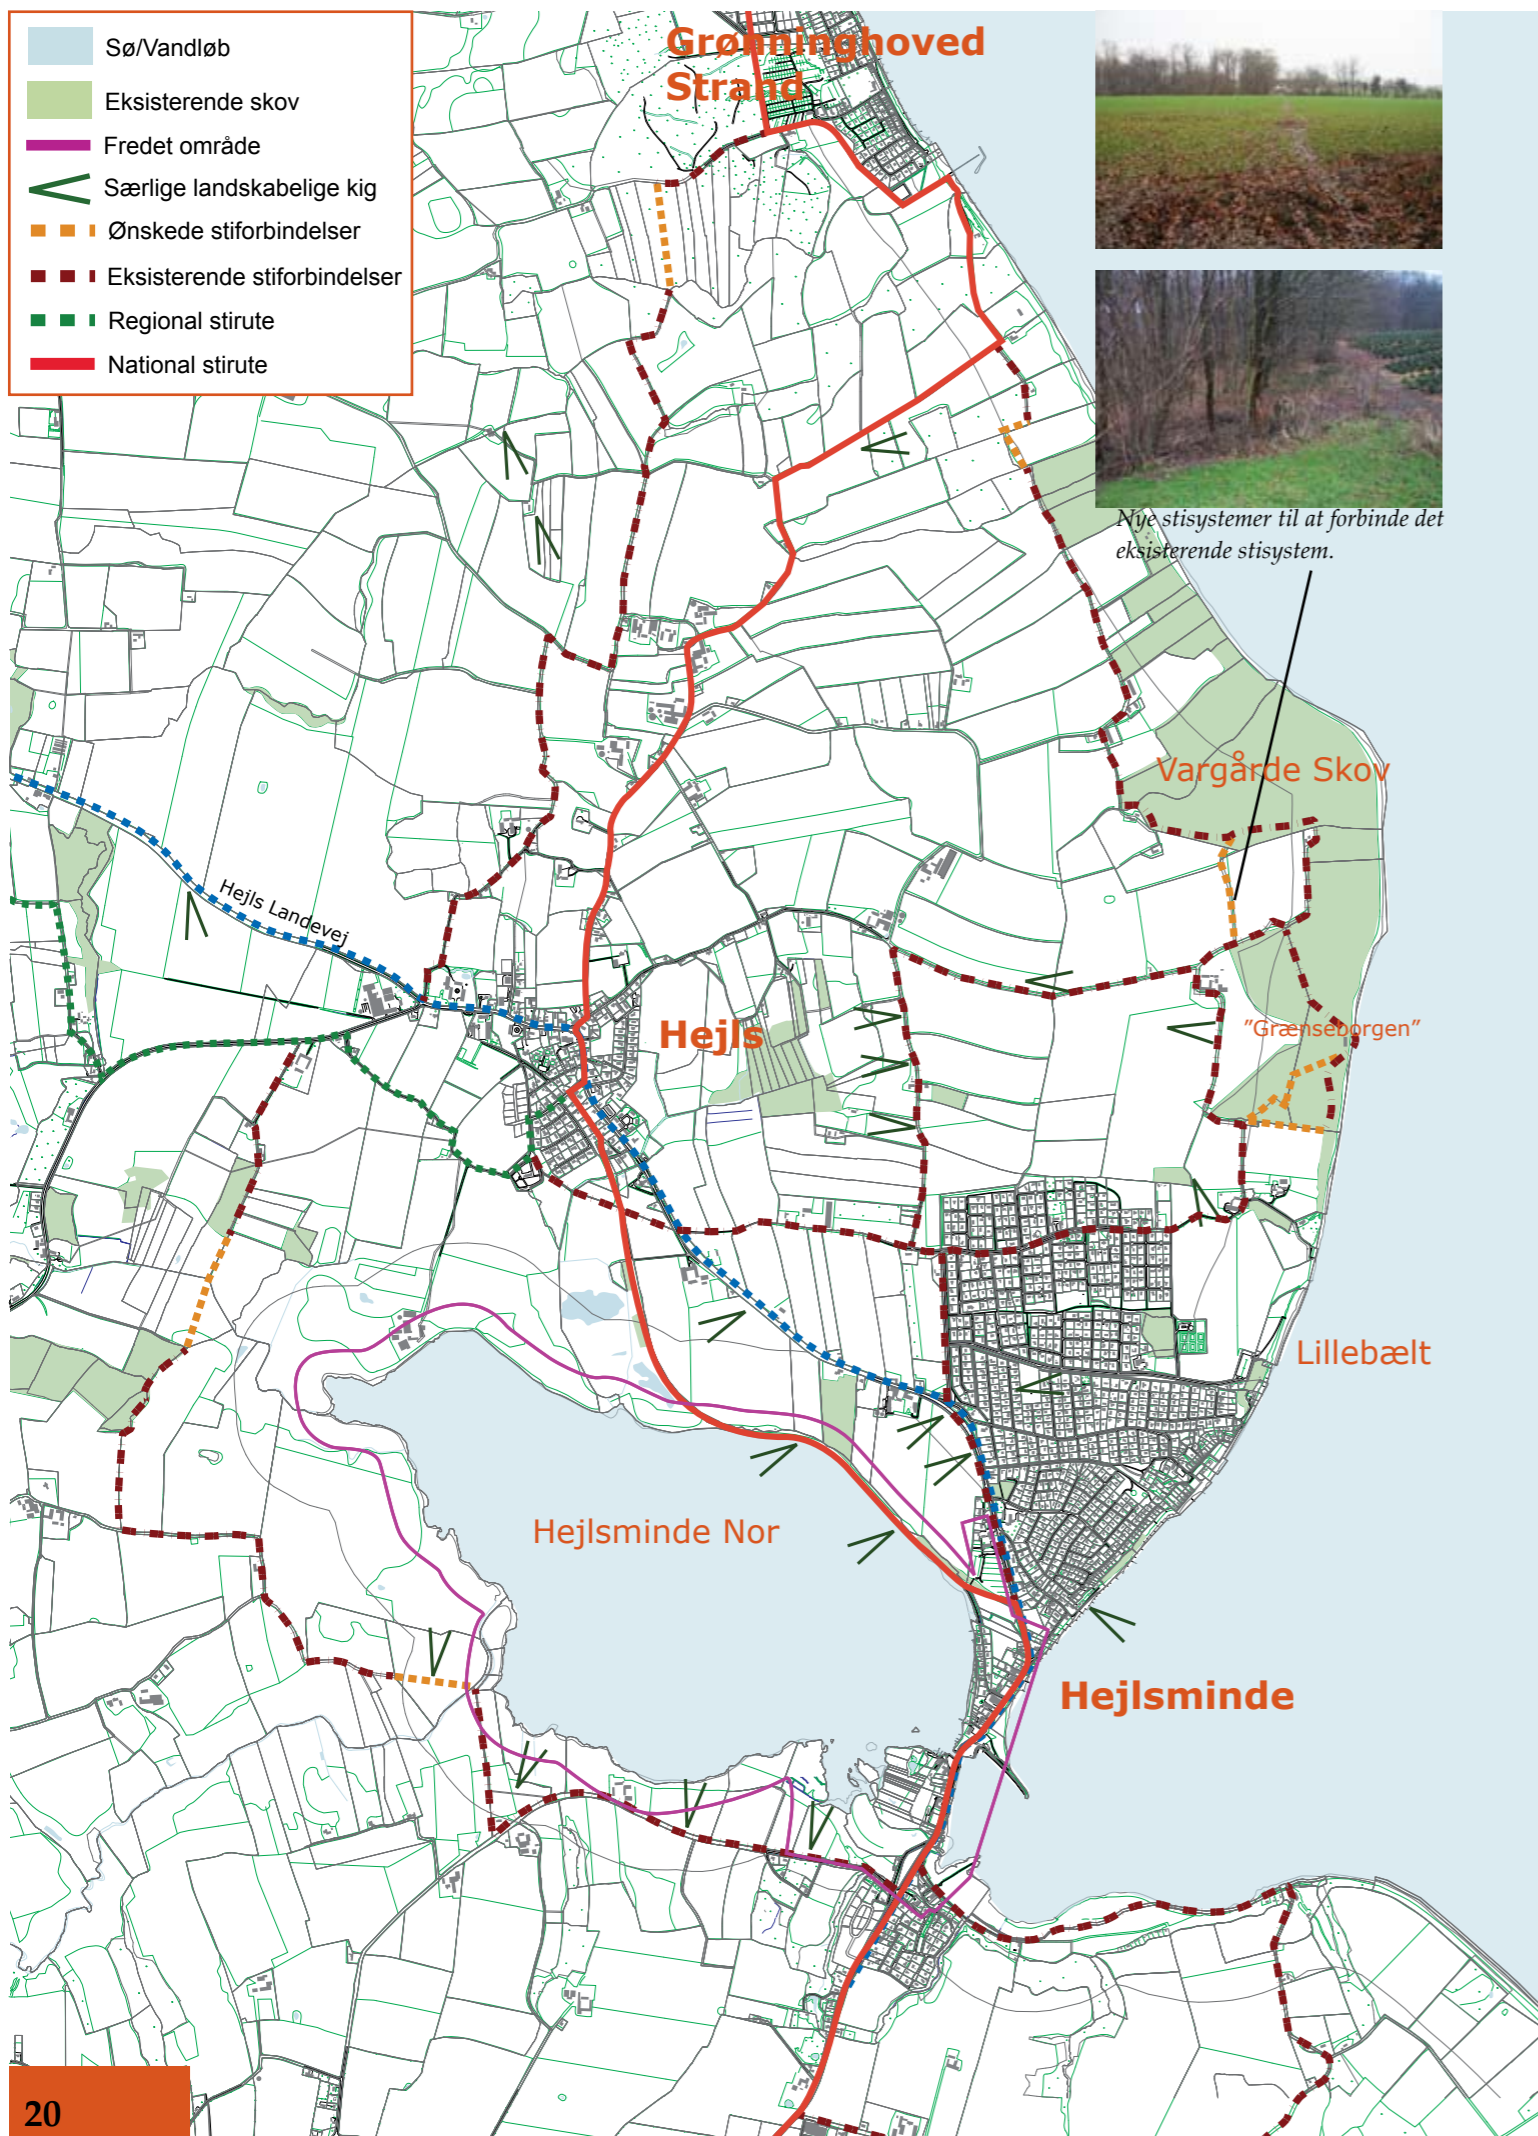 Sø/Vandløb
Eksisterende skov
Fredet område
Særlige landskabelige kig
Ønskede stiforbindelser
Eksisterende stiforbindelser
Regional stirute
National stirute
Grønninghoved
Strand
Nye stisystemer til at forbinde det
eksisterende stisystem.
Vargårde Skov
Hejls Landevej
Hejls
"Grænseborgen"
Lillebælt
Hejlsminde Nor
Hejlsminde
20